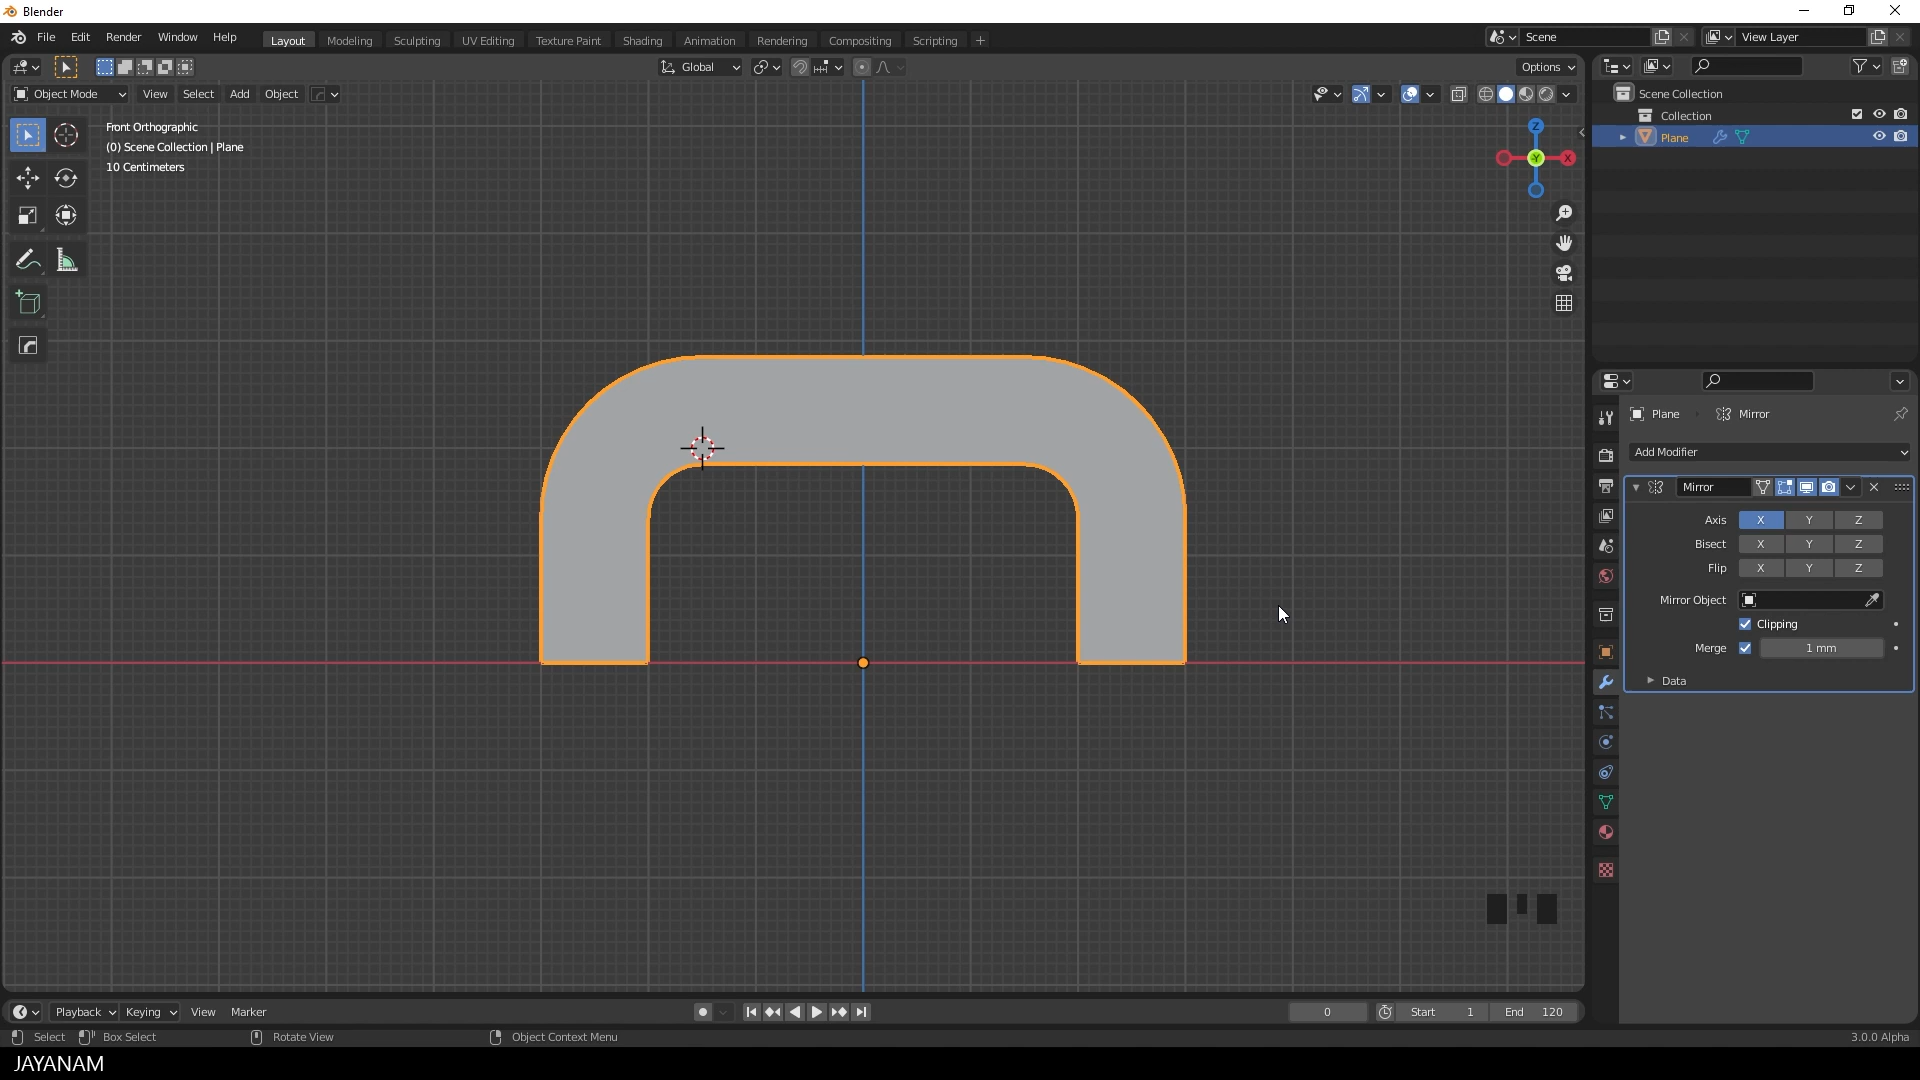 Blender
File Edit Render Window Help Layout Modeling Sculpting UV Editing Texture Paint Shading Animation Rendering Compositing Scripting + Scene View Layer
Global Options
Object Mode View Select Add Object
Front Orthographic
(0) Scene Collection | Plane
10 Centimeters
Z
Y
X
Scene Collection
Collection
Plane
Plane Mirror
Add Modifier
Mirror
Axis X Y Z
Bisect X Y Z
Flip X Y Z
Mirror Object
Clipping
Merge 1 mm
Data
Playback Keying View Marker 0 Start 1 End 120
Select Box Select Rotate View Object Context Menu 3.0.0 Alpha
JAYANAM